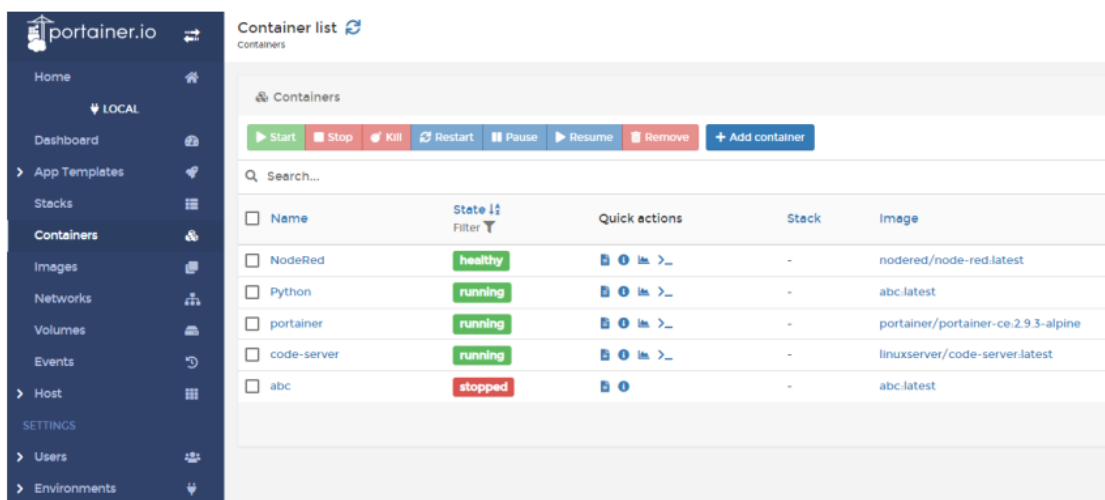 portainer.io
Home
LOCAL
Dashboard
App Templates
Stacks
Containers
Images
Networks
Volumes
Events
Host
SETTINGS
Users
Environments
Container list
Containers
Containers
Start Stop Kill Restart Pause Resume Remove + Add container
Search...
Name State Filter Quick actions Stack Image
NodeRed healthy - nodered/node-red:latest
Python running - abc:latest
portainer running - portainer/portainer-ce:2.9.3-alpine
code-server running - linuxserver/code-server:latest
abc stopped - abc:latest